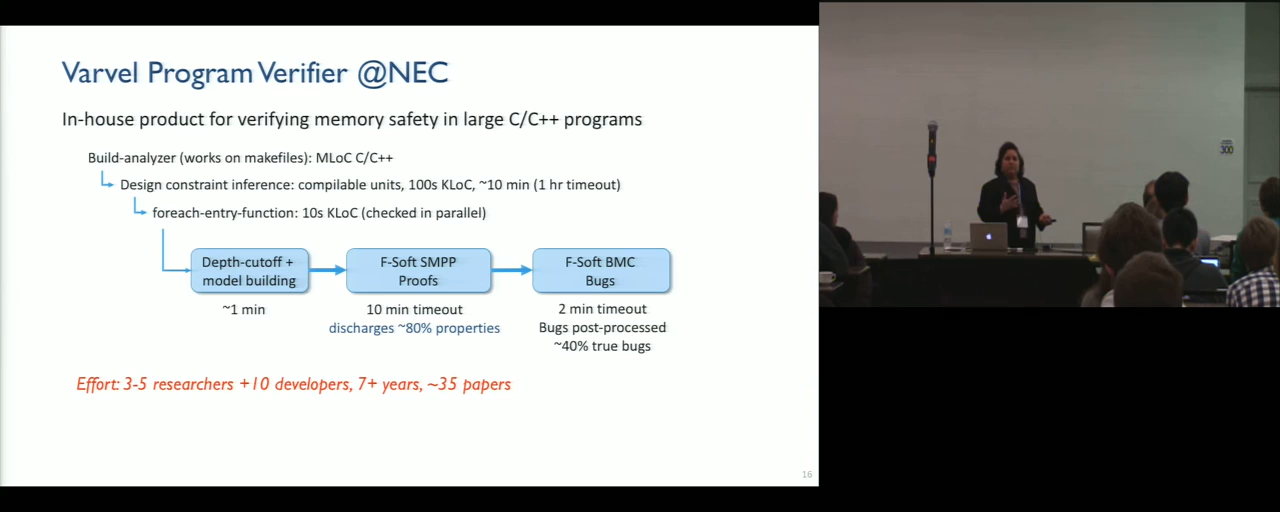 Varvel Program Verifier @NEC
In-house product for verifying memory safety in large C/C++ programs
Build-analyzer (works on makefiles): MLoC C/C++
Design constraint inference: compilable units, 100s KLoC, ~10 min (1 hr timeout)
foreach-entry-function: 10s KLoC (checked in parallel)
Depth-cutoff +
model building
F-Soft SMPP
Proofs
F-Soft BMC
Bugs
~1 min
10 min timeout
discharges ~80% properties
2 min timeout
Bugs post-processed
~40% true bugs
Effort: 3-5 researchers +10 developers, 7+ years, ~35 papers
16
300